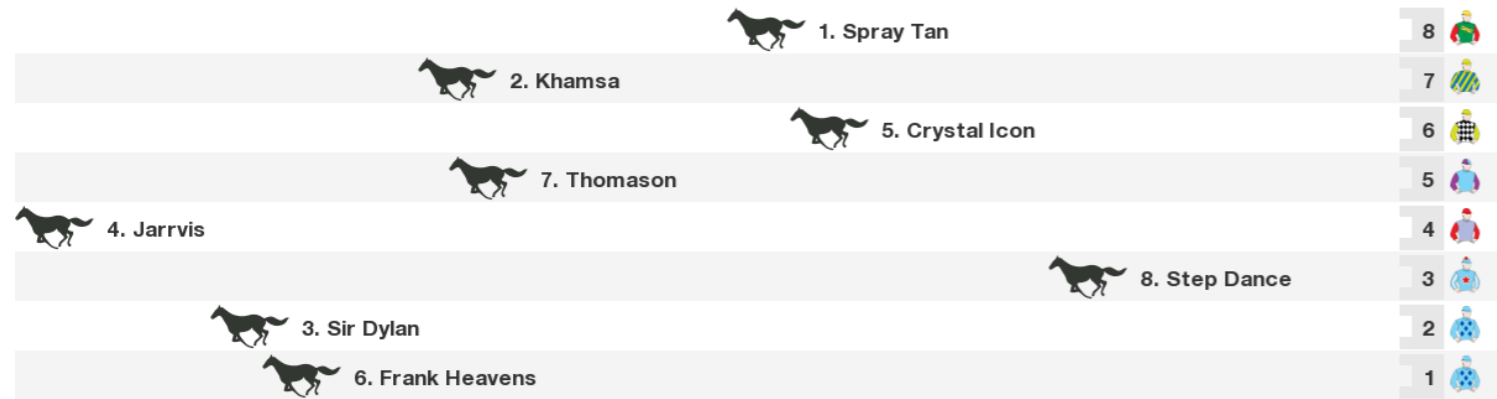 1. Spray Tan 8
2. Khamsa 7
5. Crystal Icon 6
7. Thomason 5
4. Jarrvis 4
8. Step Dance 3
3. Sir Dylan 2
6. Frank Heavens 1